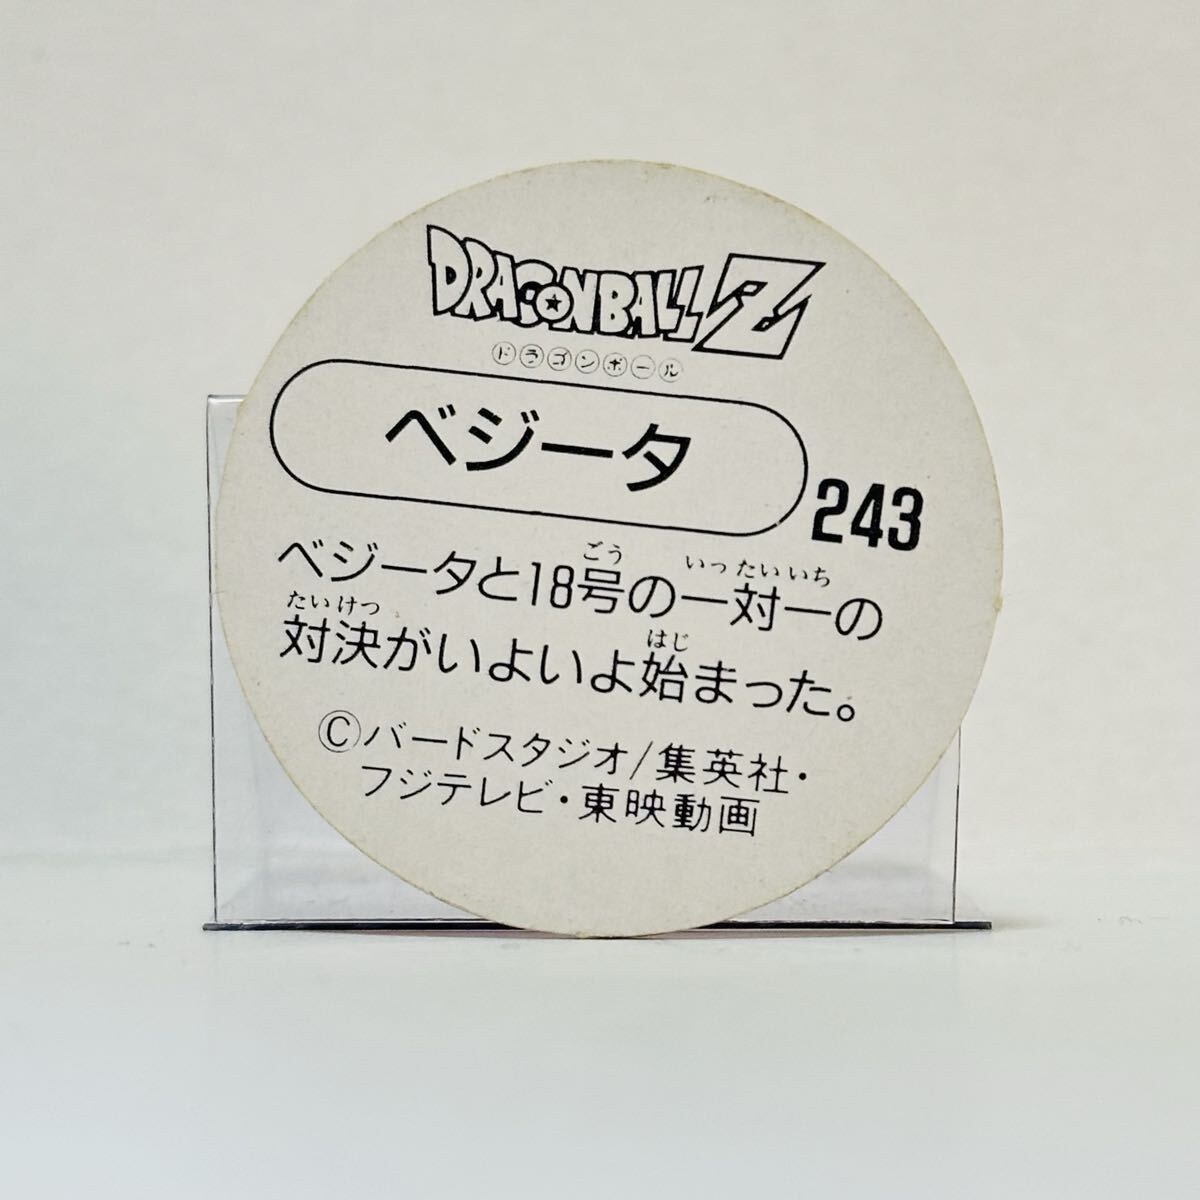 DRAGONBALL Z
ドラゴンボール
ベジータ
243
ごう いったいいち
ベジータと18号の一対一の
たいけつ はじ
対決がいよいよ始まった。
Ⓒバードスタジオ/集英社・
フジテレビ・東映動画